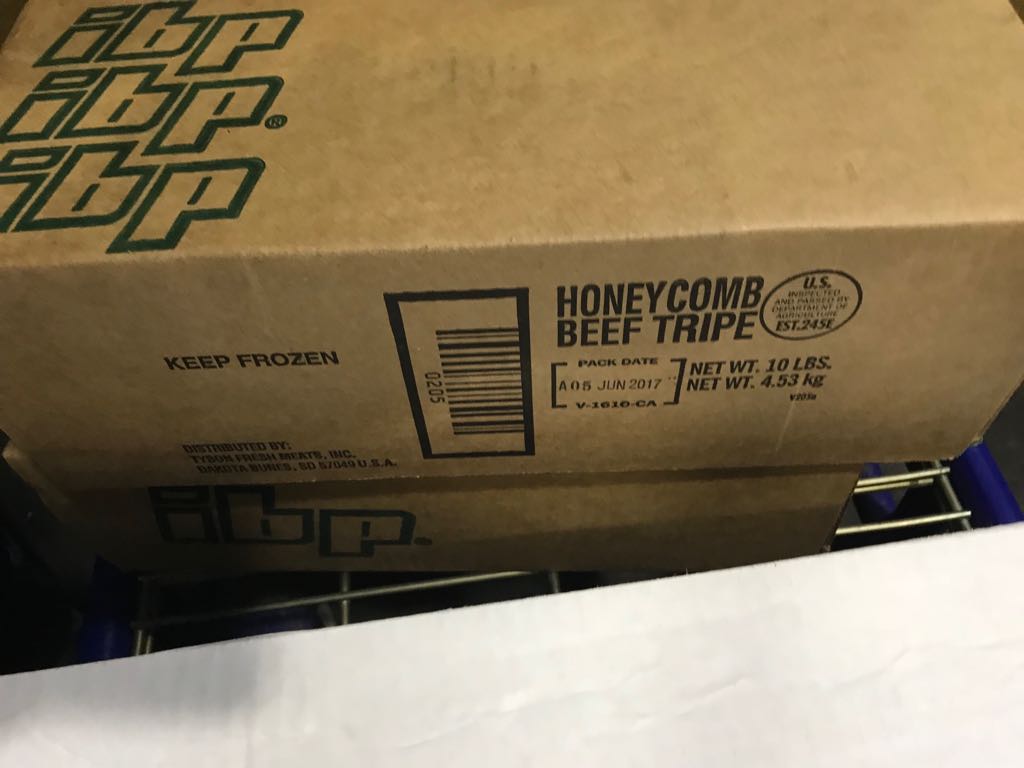 ibp
ibp®
ibp
KEEP FROZEN
0205
HONEYCOMB
BEEF TRIPE
U.S.
INSPECTED
AND PASSED BY
DEPARTMENT OF
AGRICULTURE
EST.245E
PACK DATE
A 05 JUN 2017
V-1610-CA
NET WT. 10 LBS.
NET WT. 4.53 kg
DISTRIBUTED BY:
TYSON FRESH MEATS, INC.
DAKOTA DUNES, SD 57049 U.S.A.
ibp.